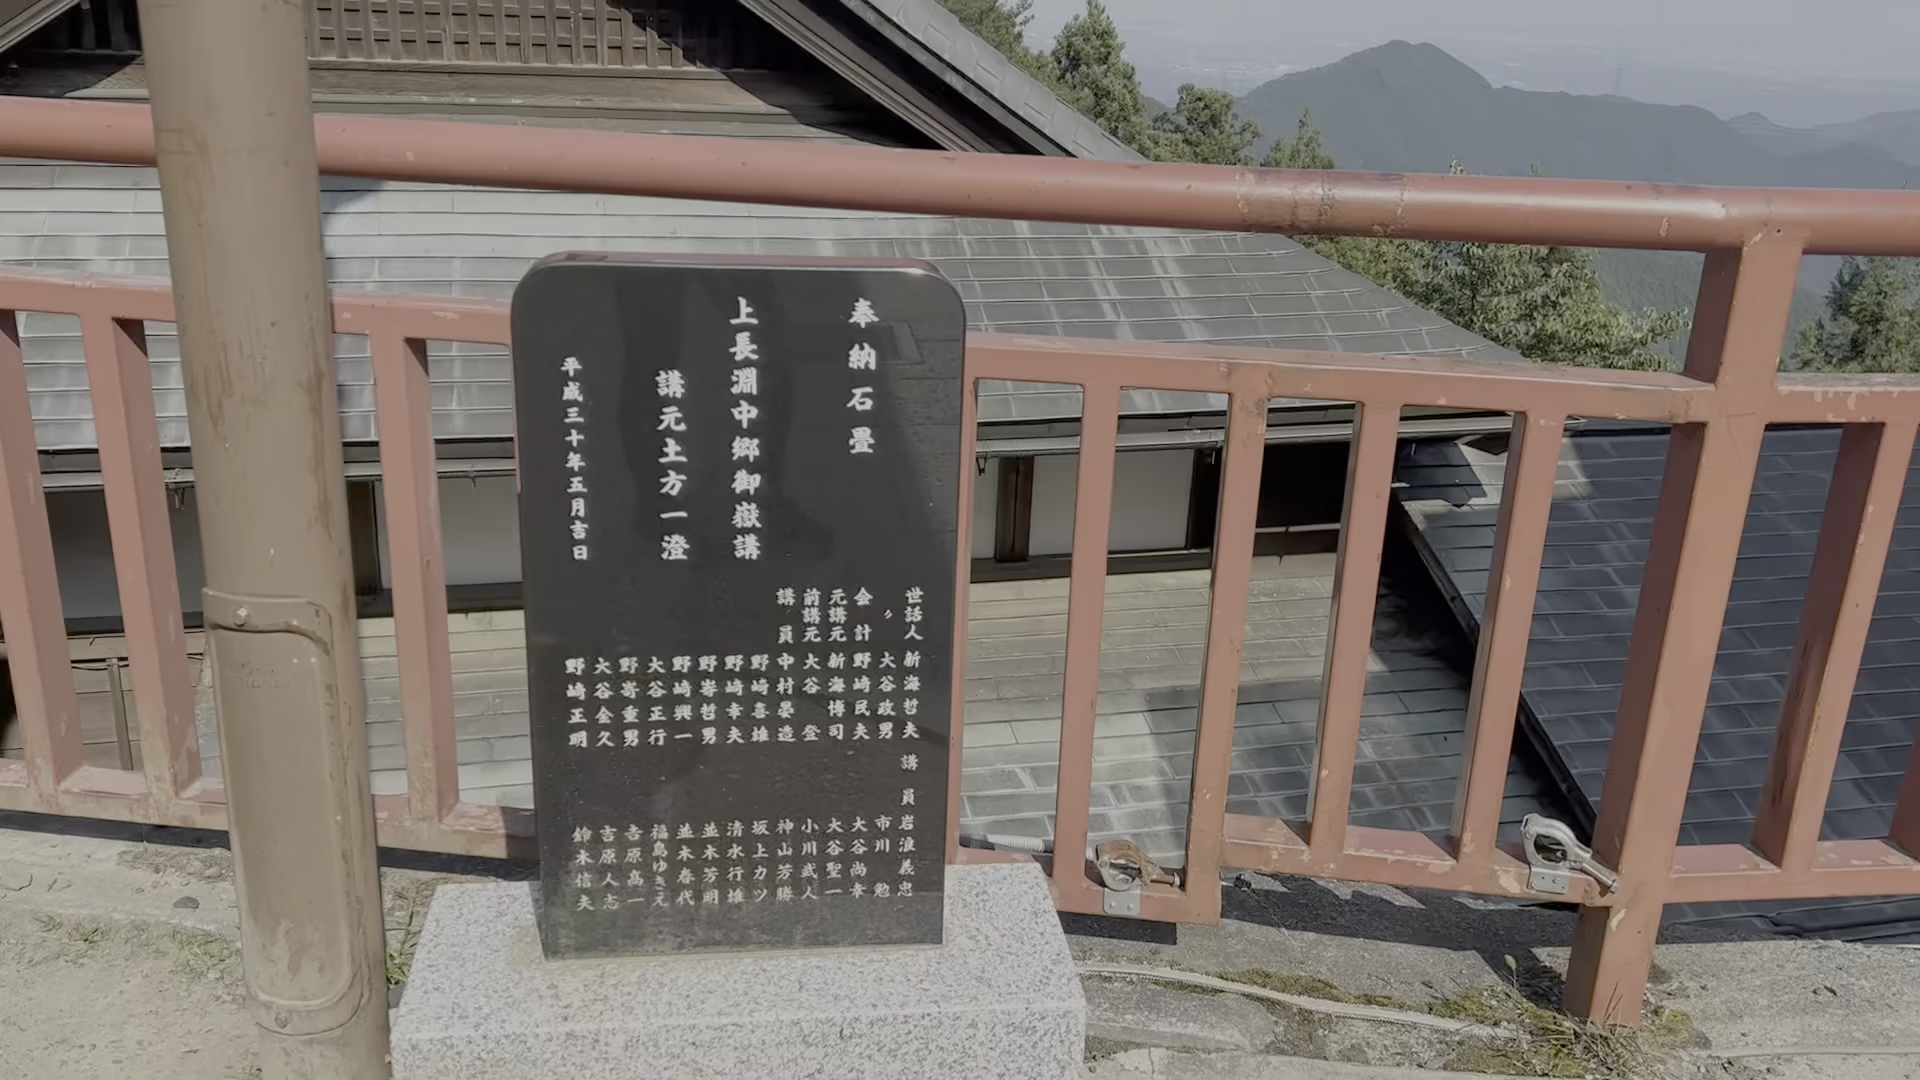 奉納石畳
上長淵中郷御嶽講
講元土方一澄
平成三十年五月吉日
世話人 新海哲夫
〃 大谷政男
会計 野崎民夫
元講元 新海博司
前講元 大谷登
講員 中村晏造
野崎喜雄
野崎幸夫
野嵜哲男
野崎興一
大谷正行
野嵜重男
大谷金久
野崎正明
講員 岩浪義忠
市川勉
大谷尚幸
大谷聖一
小川武人
神山芳勝
坂上カツ
清水行雄
並木芳明
並木春代
福島ゆきえ
吉原高一
吉原人志
鈴木信夫